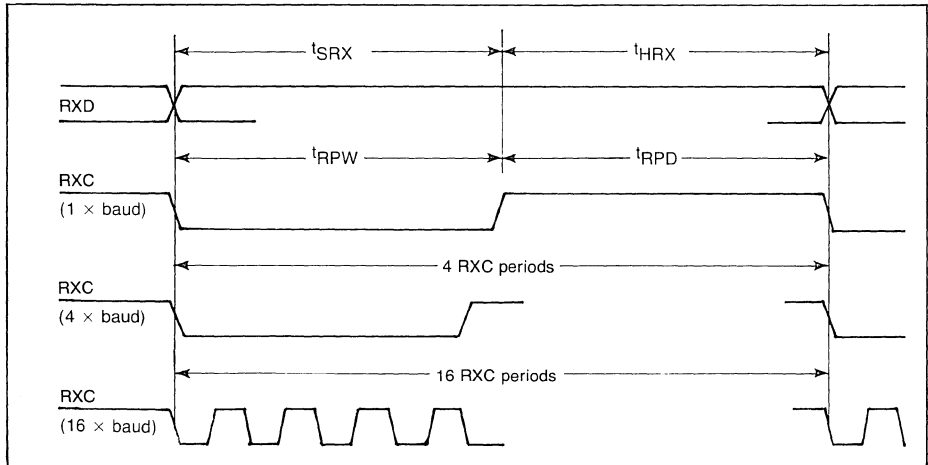 tSRX tHRX
RXD
tRPW tRPD
RXC
(1 × baud)
4 RXC periods
RXC
(4 × baud)
16 RXC periods
RXC
(16 × baud)